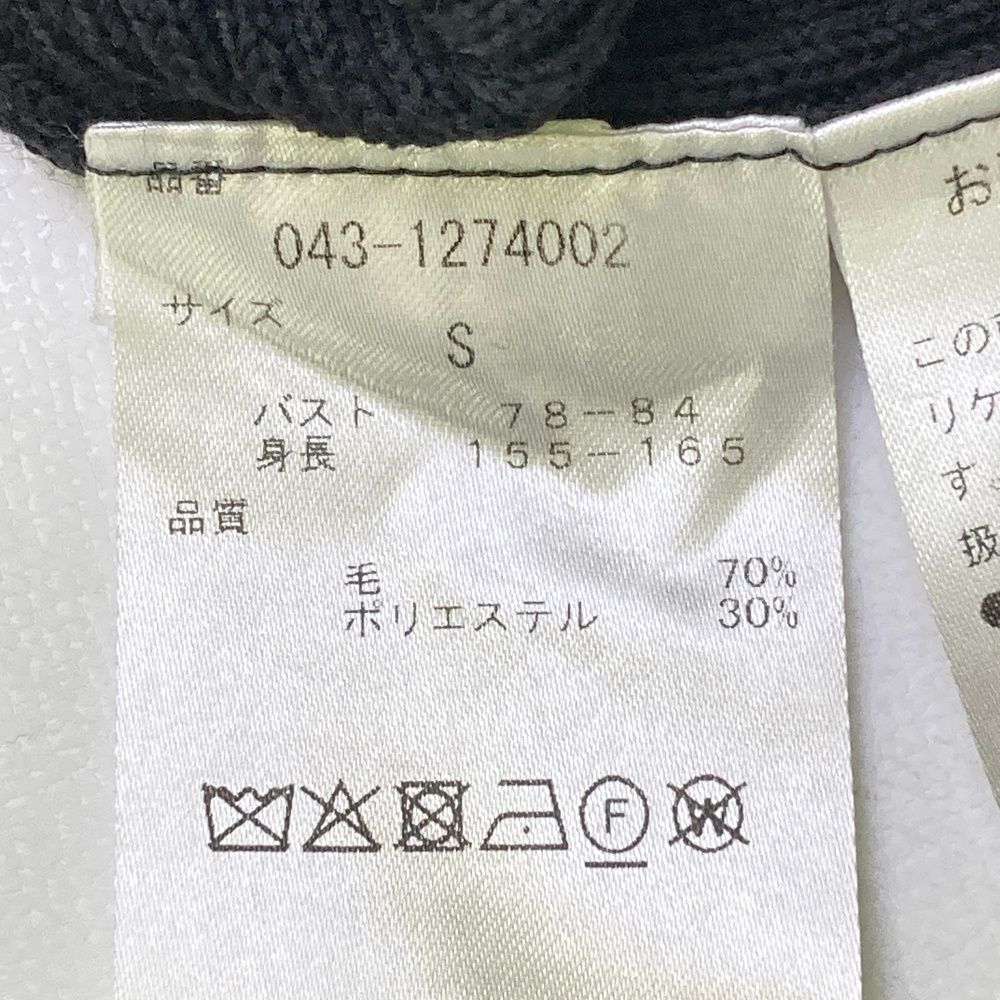 品番
043-1274002
サイズ
S
バスト 78-84
身長 155-165
品質
毛 70%
ポリエステル 30%
F
W
お
この
リケ
す。
扱